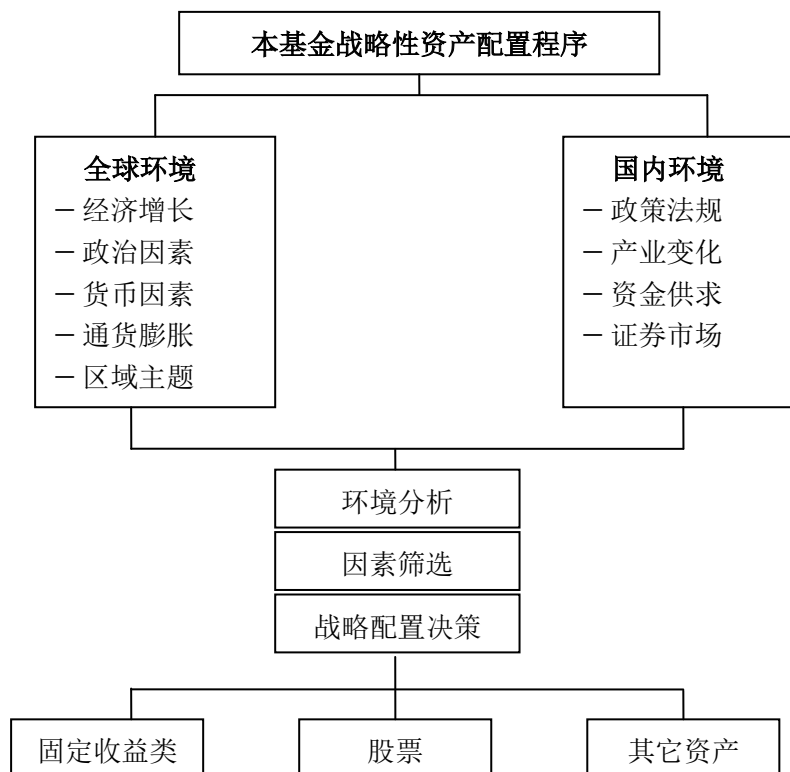 本基金战略性资产配置程序
全球环境
— 经济增长
— 政治因素
— 货币因素
— 通货膨胀
— 区域主题
国内环境
— 政策法规
— 产业变化
— 资金供求
— 证券市场
环境分析
因素筛选
战略配置决策
固定收益类
股票
其它资产